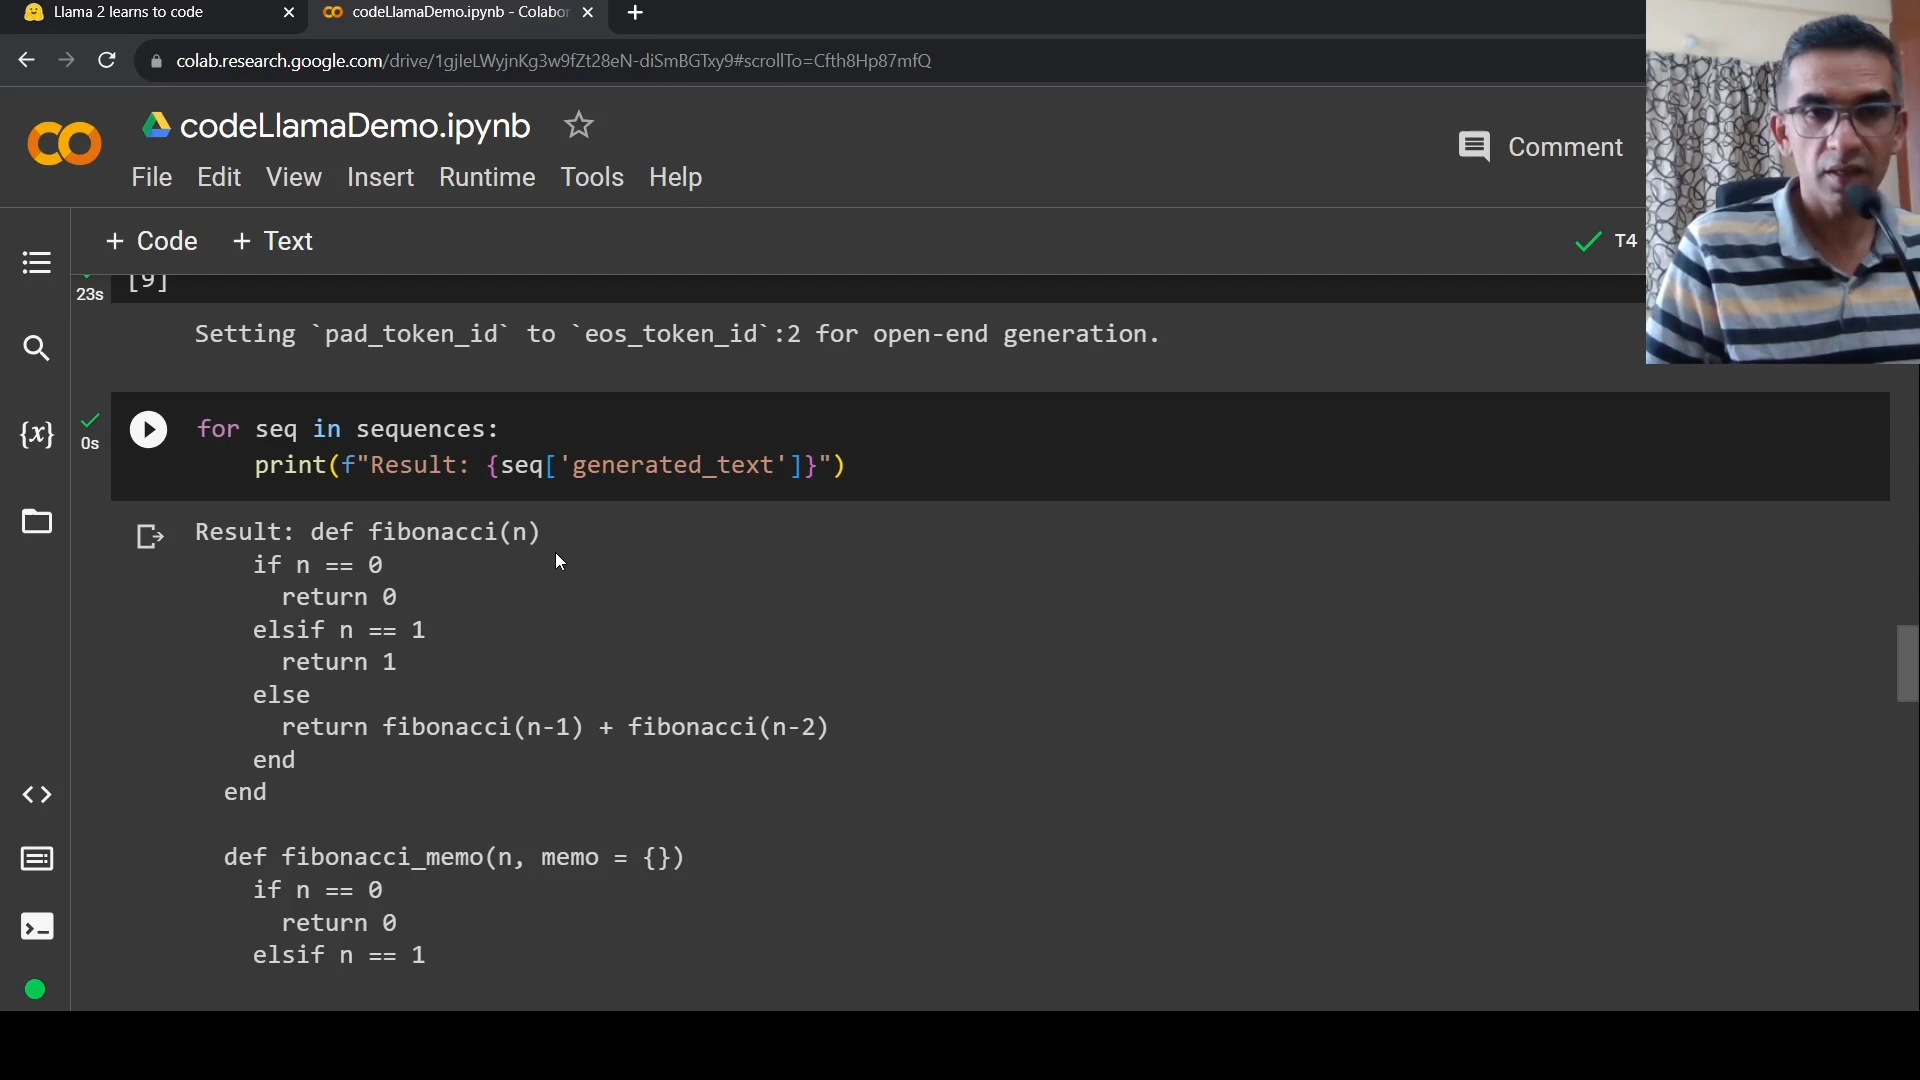 Llama 2 learns to code
codeLlamaDemo.ipynb - Colabor
colab.research.google.com/drive/1gjleLWyjnKg3w9fZt28eN-diSmBGTxy9#scrollTo=Cfth8Hp87mfQ
codeLlamaDemo.ipynb
Comment
File Edit View Insert Runtime Tools Help
+ Code + Text
T4
[9]
23s
Setting `pad_token_id` to `eos_token_id`:2 for open-end generation.
{x}
0s
for seq in sequences:
    print(f"Result: {seq['generated_text']}")
Result: def fibonacci(n)
    if n == 0
      return 0
    elsif n == 1
      return 1
    else
      return fibonacci(n-1) + fibonacci(n-2)
    end
  end
  def fibonacci_memo(n, memo = {})
    if n == 0
      return 0
    elsif n == 1